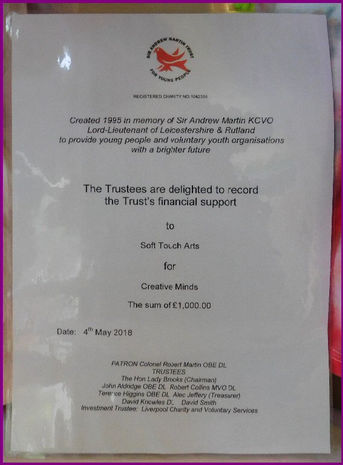 SIR ANDREW MARTIN TRUST
FOR YOUNG PEOPLE
Created 1995 in memory of Sir Andrew Martin KCVO
Lord-Lieutenant of Leicestershire & Rutland
to provide young people and voluntary youth organisations
with a brighter future
The Trustees are delighted to record
the Trust's financial support
to
Soft Touch Arts
for
Creative Minds
The sum of £1,000.00
Date: 4th May 2018
PATRON Colonel Robert Martin OBE DL
TRUSTEES
The Hon Lady Brooks (Chairman)
John Aldridge OBE DL Robert Collins MVO DL
Terence Higgins OBE DL Alec Jeffery (Treasurer)
David Knowles DL David Smith
Investment Trustee: Liverpool Charity and Voluntary Services